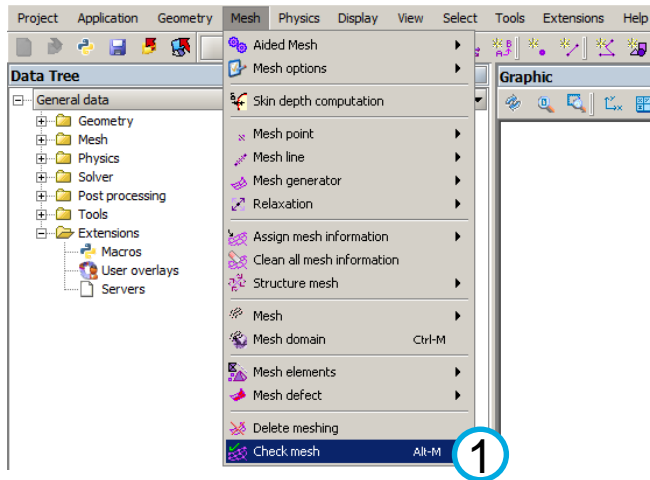 Project Application Geometry Mesh Physics Display View Select Tools Extensions Help
Data Tree
General data
Geometry
Mesh
Physics
Solver
Post processing
Tools
Extensions
Macros
User overlays
Servers
Aided Mesh
Mesh options
Skin depth computation
Mesh point
Mesh line
Mesh generator
Relaxation
Assign mesh information
Clean all mesh information
Structure mesh
Mesh
Mesh domain Ctrl-M
Mesh elements
Mesh defect
Delete meshing
Check mesh Alt-M
1
Graphic